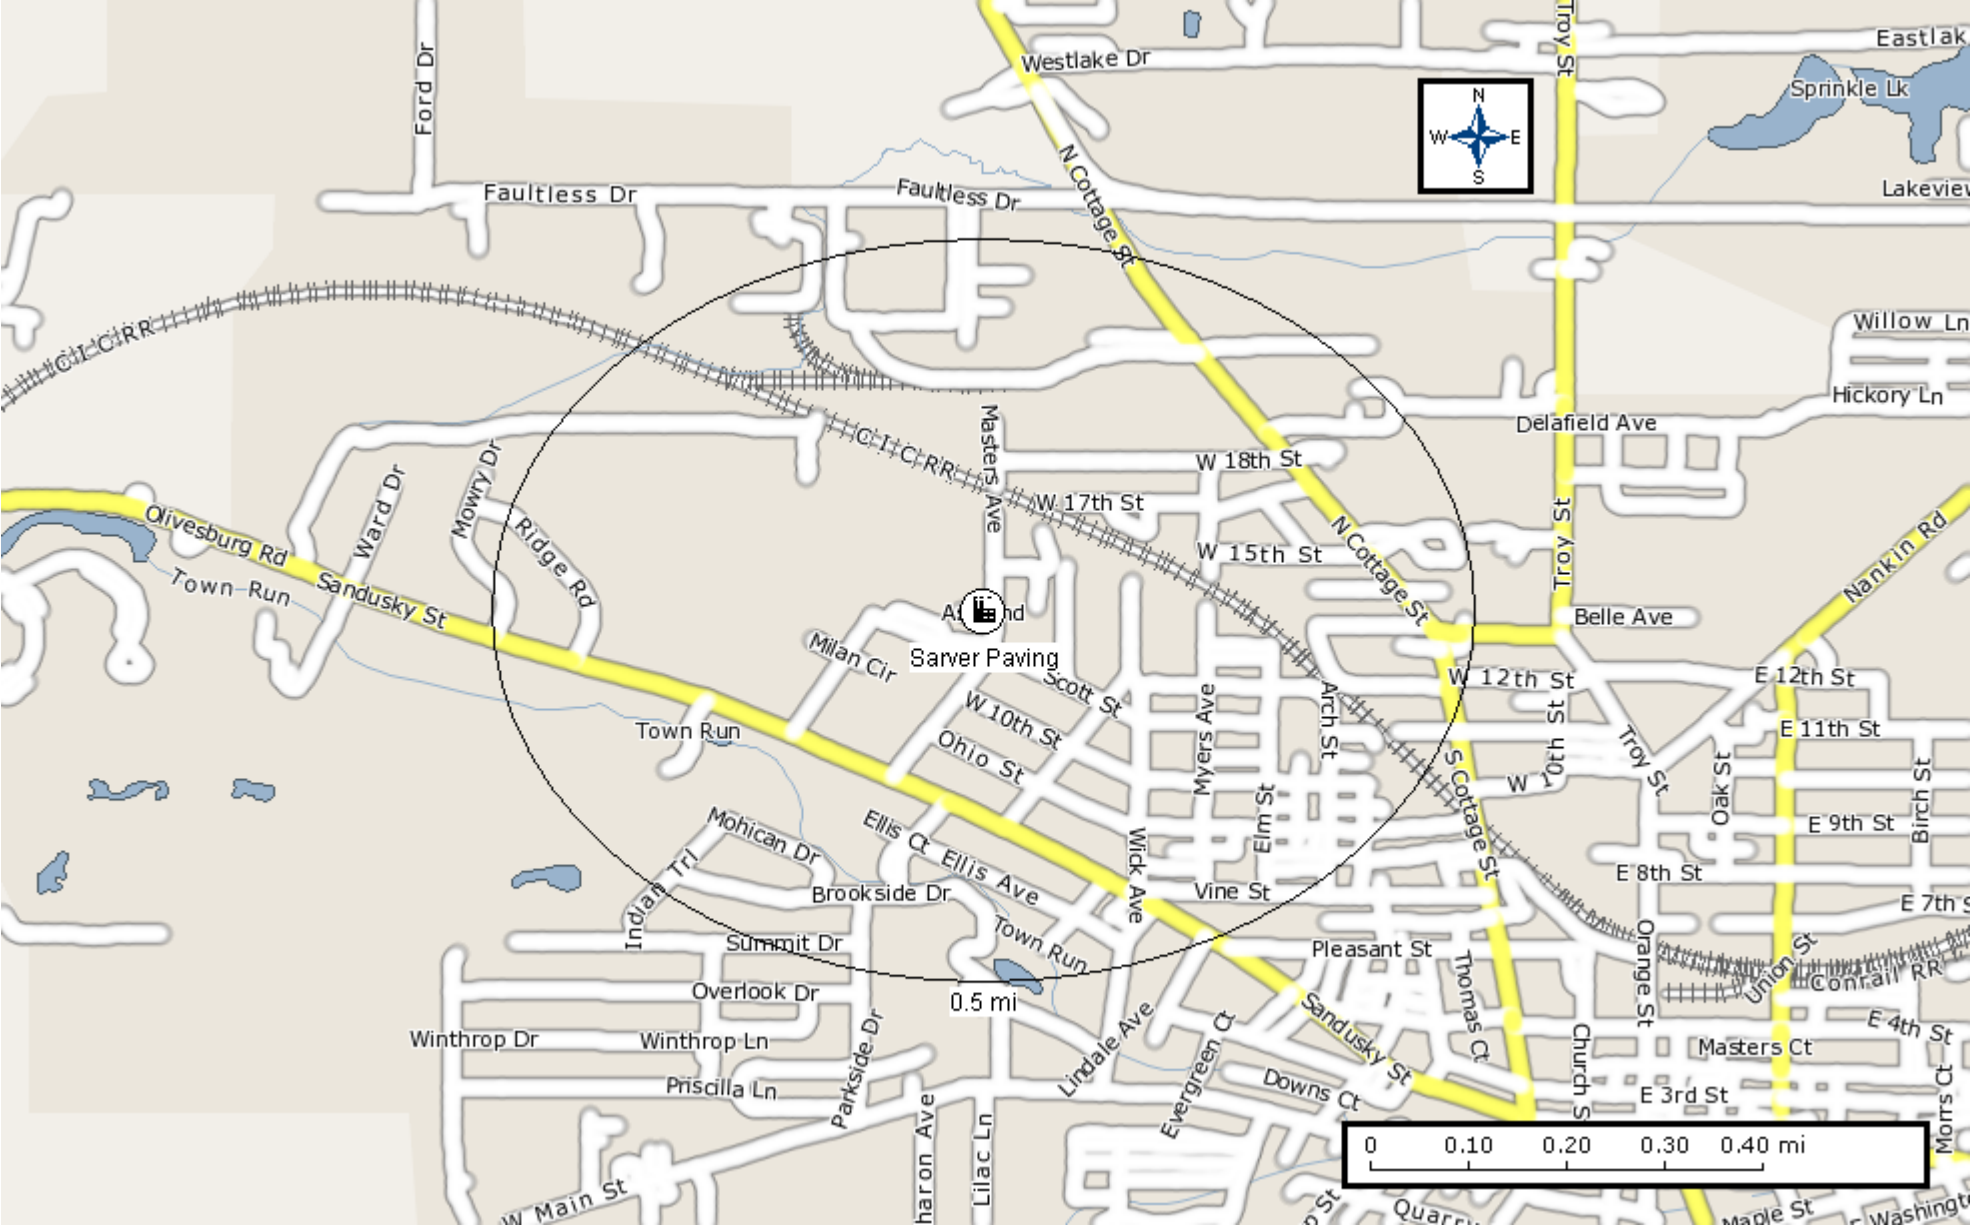 Troy St
Eastlak
Westlake Dr
Ford Dr
Sprinkle Lk
N
W E
S
N Cottage St
Faultless Dr
Faultless Dr
Lakeview
C I C RR
Willow Ln
Hickory Ln
Delafield Ave
Masters Ave
C I C RR
W 18th St
Mowry Dr
Ward Dr
W 17th St
Olivesburg Rd
Ridge Rd
N Cottage St
Troy St
Nankin Rd
W 15th St
Town Run
Sandusky St
Belle Ave
Milan Cir
Sarver Paving
Scott St
W 12th St
E 12th St
W 10th St
Myers Ave
Arch St
10th St
Town Run
E 11th St
Ohio St
Troy St
S Cottage St
W 10th St
Oak St
Birch St
Elm St
E 9th St
Mohican Dr
Ellis Ct
Ellis Ave
Wick Ave
Indian Trl
Brookside Dr
Vine St
E 8th St
E 7th S
Summit Dr
Town Run
Pleasant St
Thomas Ct
Orange St
Union St
Conrail RR
Overlook Dr
0.5 mi
Sandusky St
Winthrop Dr
Winthrop Ln
Parkside Dr
Lindale Ave
Evergreen Ct
Church S
E 4th St
Masters Ct
Priscilla Ln
Downs Ct
E 3rd St
Morrs Ct
haron Ave
Lilac Ln
0 0.10 0.20 0.30 0.40 mi
W Main St
p St
Quarry
Maple St
Washingt